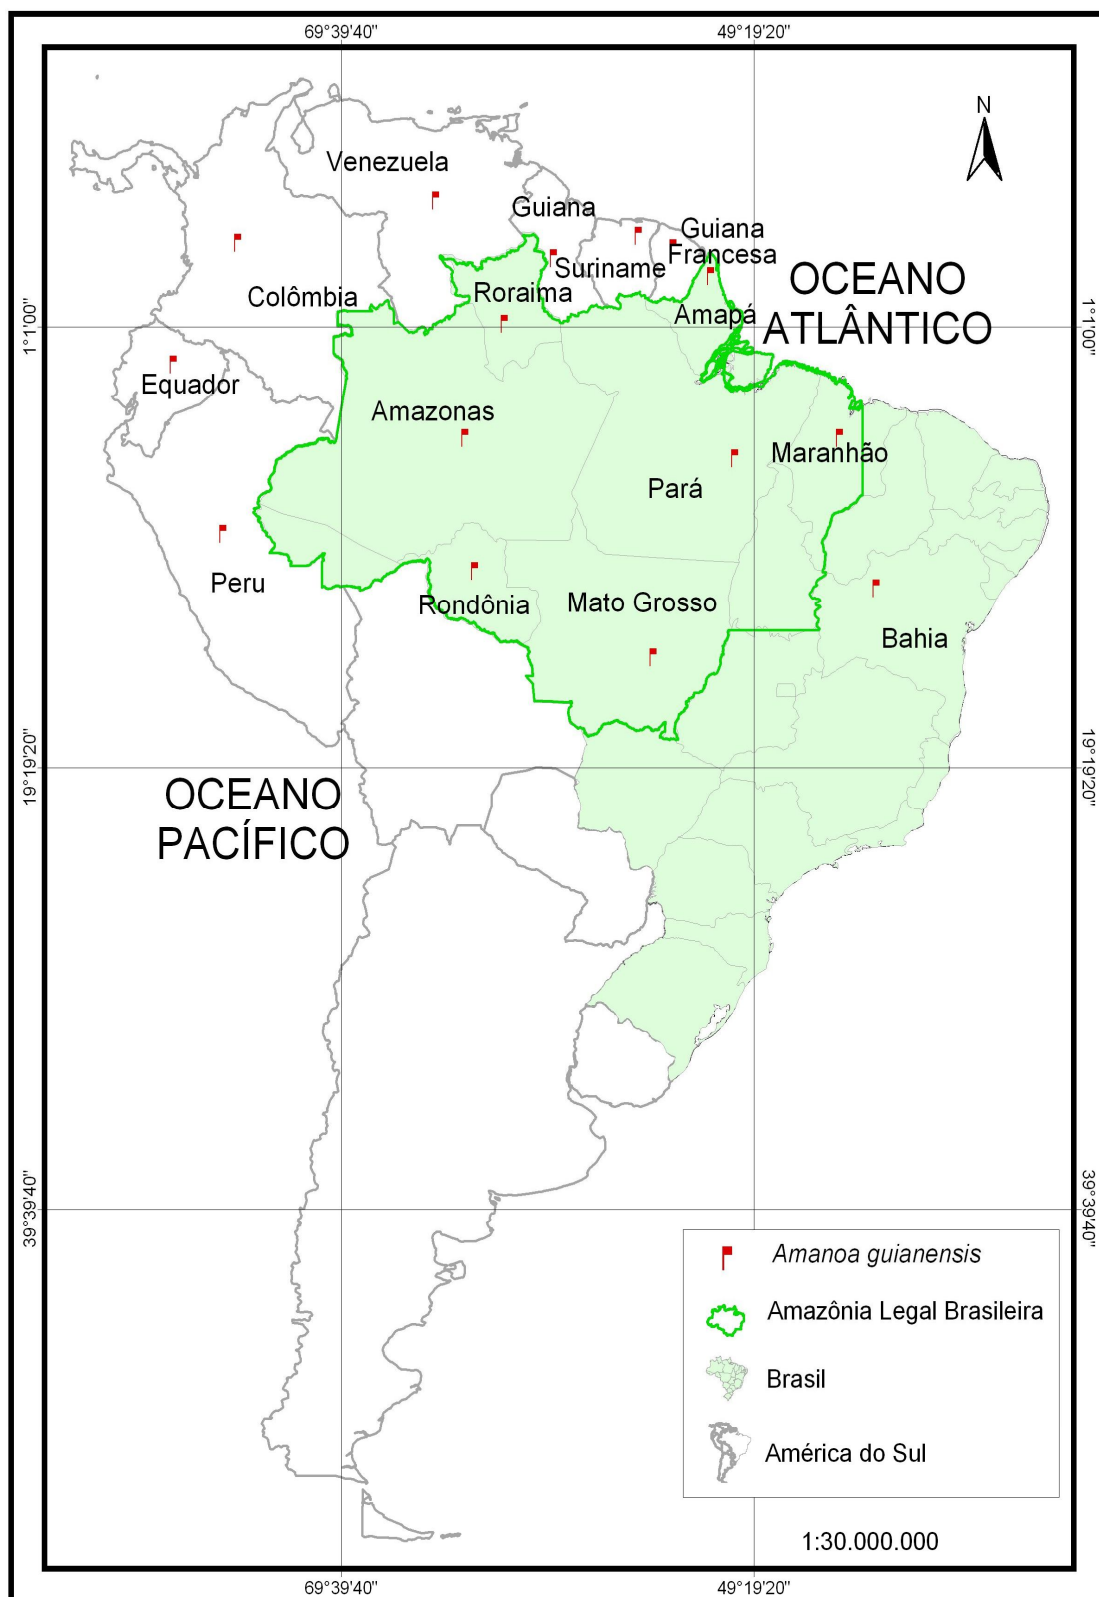 69°39'40"
49°19'20"
N
Venezuela
Guiana
Guiana
Francesa
Suriname
Colômbia
Roraima
Amapá
OCEANO
ATLÂNTICO
1°1'00"
1°1'00"
Equador
Amazonas
Maranhão
Pará
Peru
Rondônia
Mato Grosso
Bahia
19°19'20"
19°19'20"
OCEANO
PACÍFICO
39°39'40"
39°39'40"
Amanoa guianensis
Amazônia Legal Brasileira
Brasil
América do Sul
1:30.000.000
69°39'40"
49°19'20"